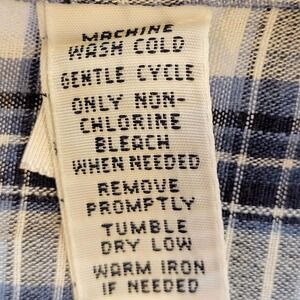 MACHINE
WASH COLD
GENTLE CYCLE
ONLY NON-
CHLORINE
BLEACH
WHEN NEEDED
REMOVE
PROMPTLY
TUMBLE
DRY LOW
WARM IRON
IF NEEDED